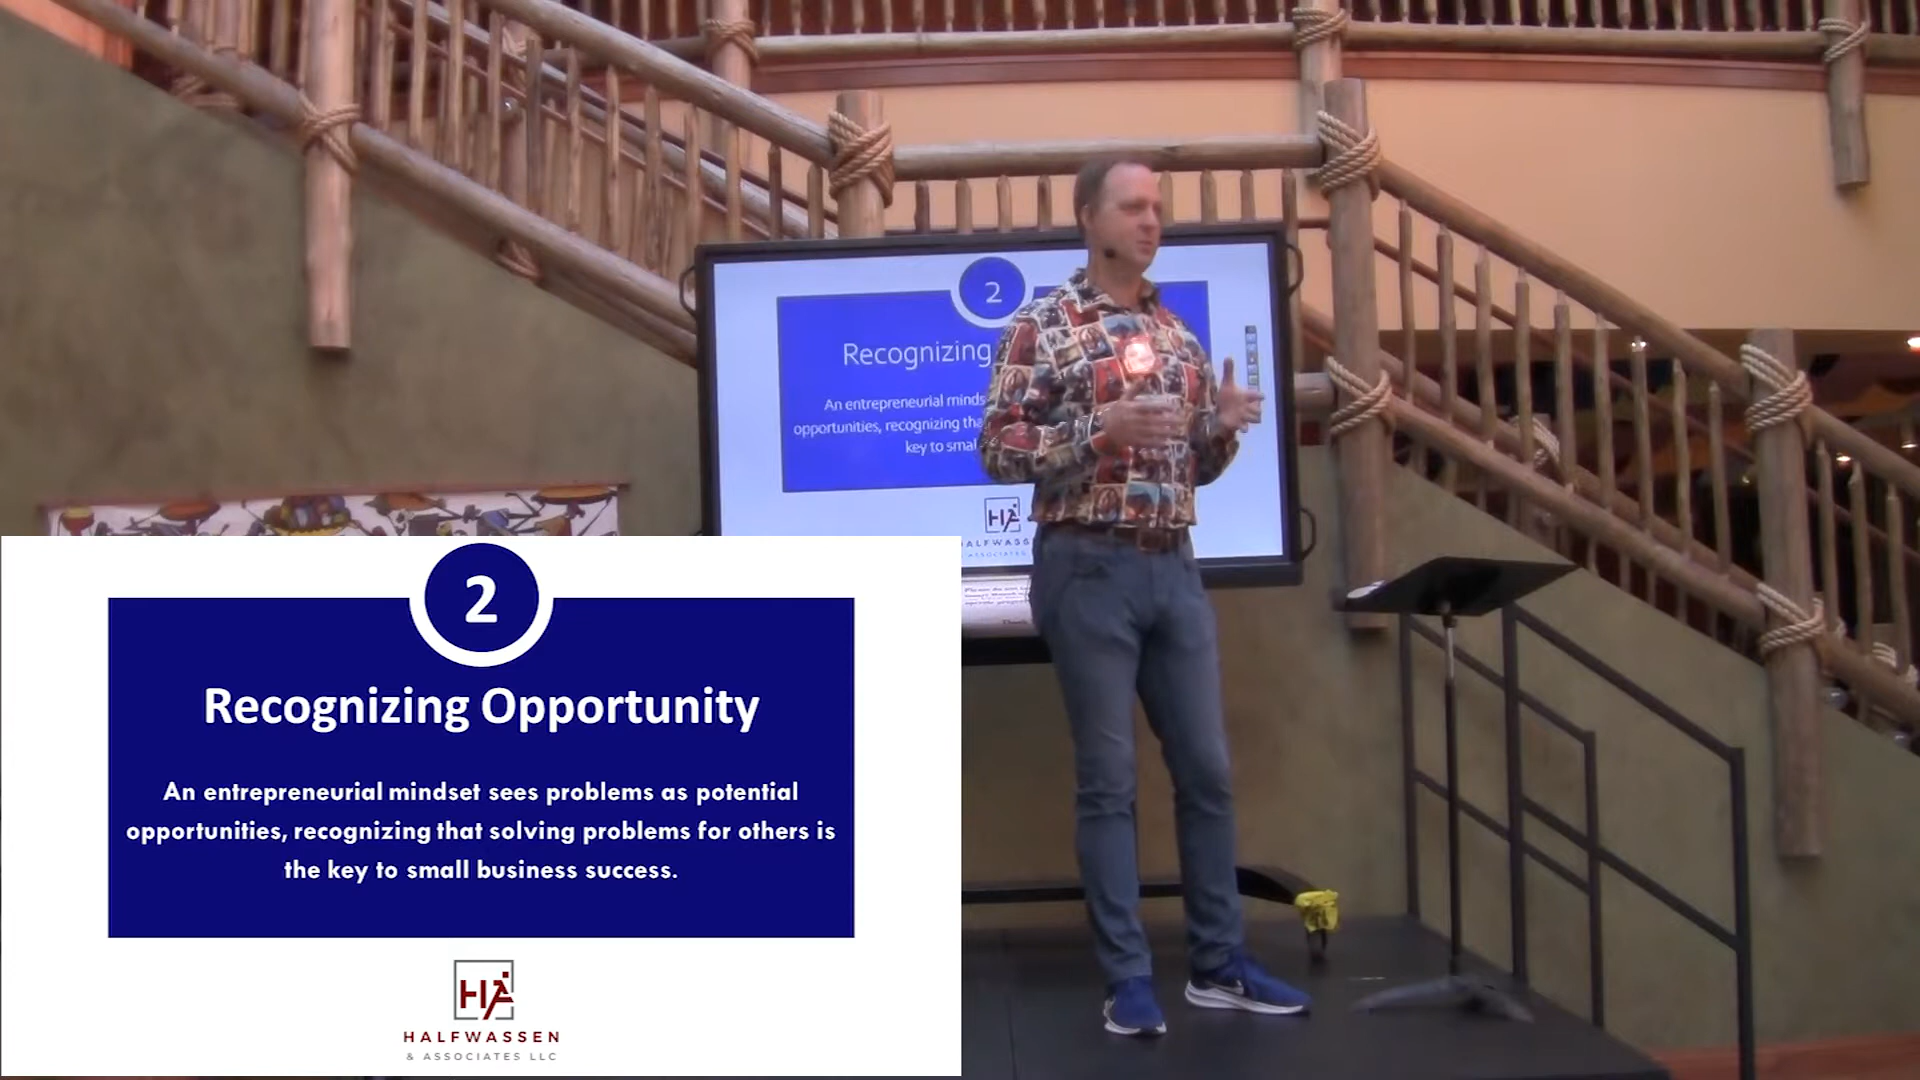 2
Recognizing
An entrepreneurial minds
opportunities, recognizing tha
key to smal
HA
HALFWASS
ASSOCIATES
2
Recognizing Opportunity
An entrepreneurial mindset sees problems as potential
opportunities, recognizing that solving problems for others is
the key to small business success.
HA
HALFWASSEN
& ASSOCIATES LLC